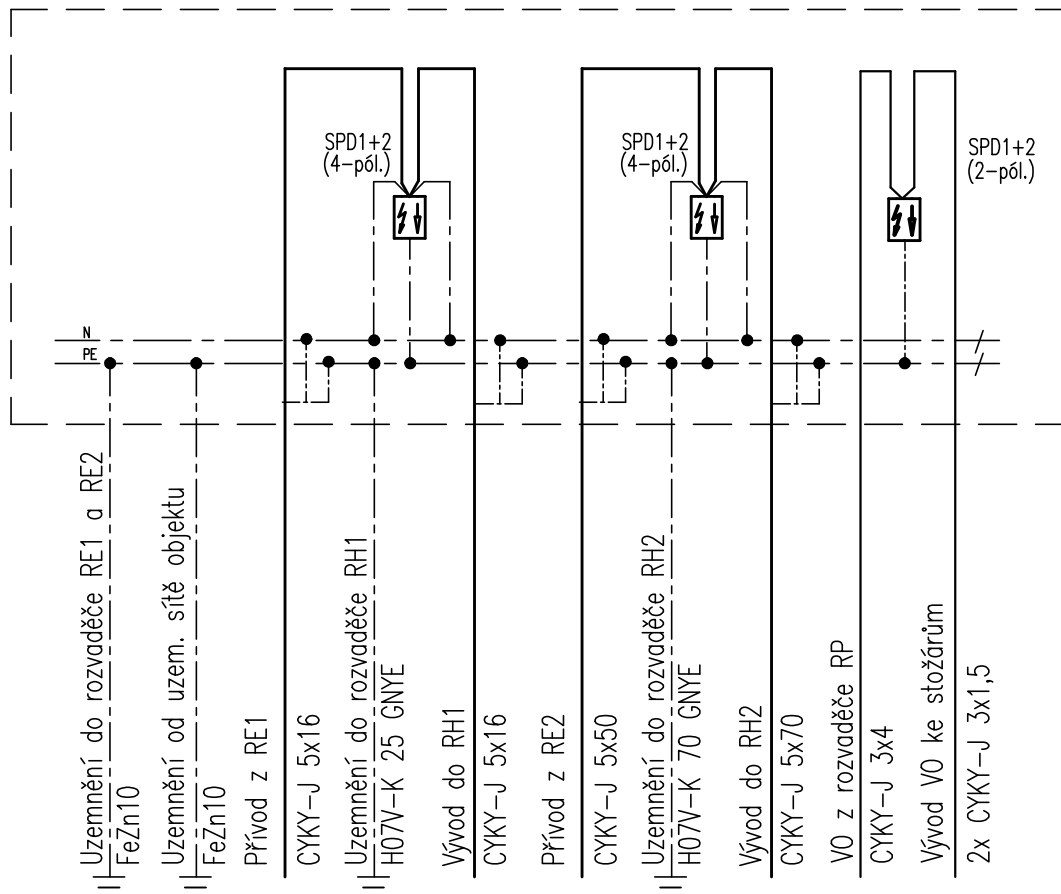 SPD1+2
(4-pól.)
SPD1+2
(4-pól.)
SPD1+2
(2-pól.)
N
PE
Uzemnění do rozvaděče RE1 a RE2
FeZn10
Uzemnění od uzem. sítě objektu
FeZn10
Přívod z RE1
CYKY-J 5x16
Uzemnění do rozvaděče RH1
H07V-K 25 GNYE
Vývod do RH1
CYKY-J 5x16
Přívod z RE2
CYKY-J 5x50
Uzemnění do rozvaděče RH2
H07V-K 70 GNYE
Vývod do RH2
CYKY-J 5x70
VO z rozvaděče RP
CYKY-J 3x4
Vývod VO ke stožárům
2x CYKY-J 3x1,5